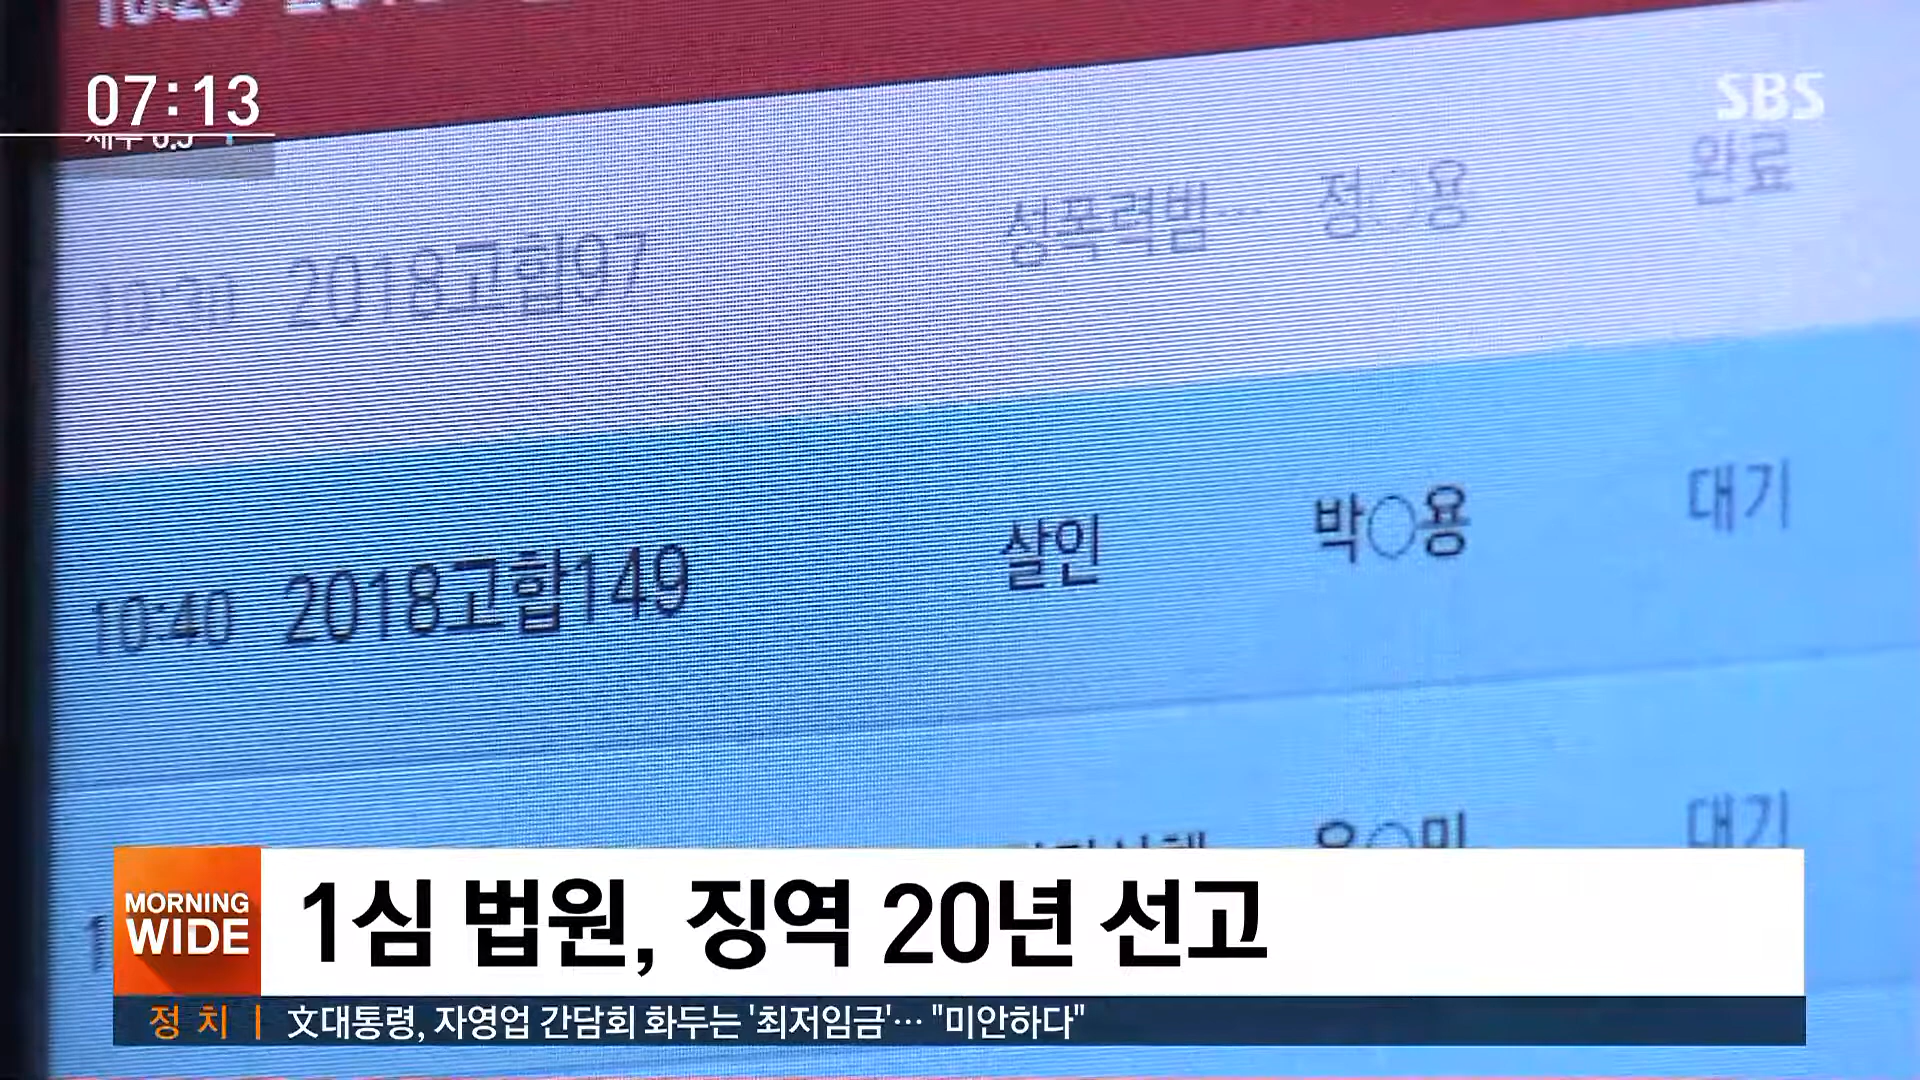 07:13
SBS
제주 6.5
10:30 2018고합97 성폭력범… 정○용 완료
10:40 2018고합149 살인 박○용 대기
대기
MORNING
WIDE
1심 법원, 징역 20년 선고
정치 | 文대통령, 자영업 간담회 화두는 '최저임금'… "미안하다"